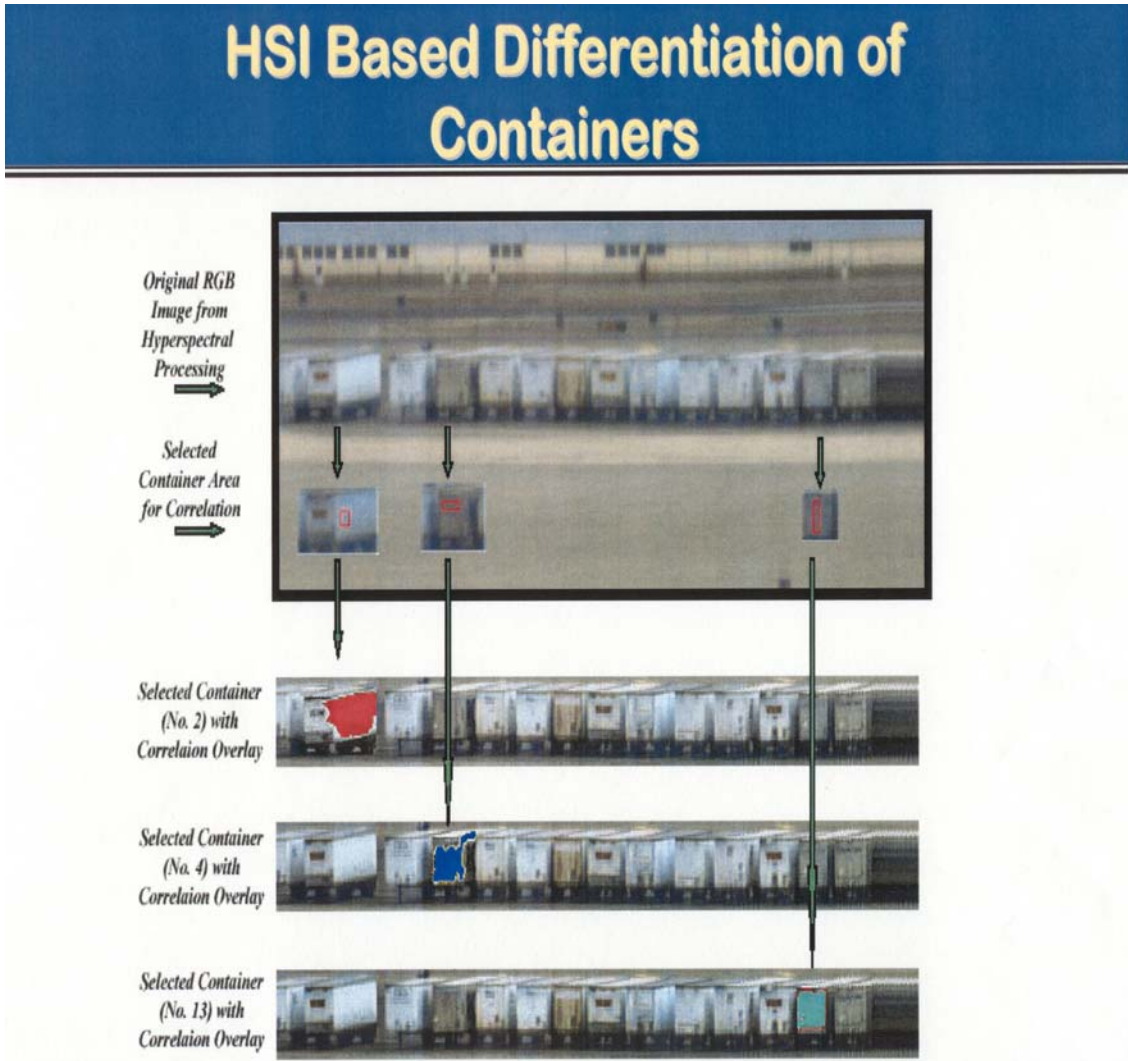 HSI Based Differentiation of
Containers
Original RGB
Image from
Hyperspectral
Processing
Selected
Container Area
for Correlation
Selected Container
(No. 2) with
Correlaion Overlay
Selected Container
(No. 4) with
Correlaion Overlay
Selected Container
(No. 13) with
Correlaion Overlay